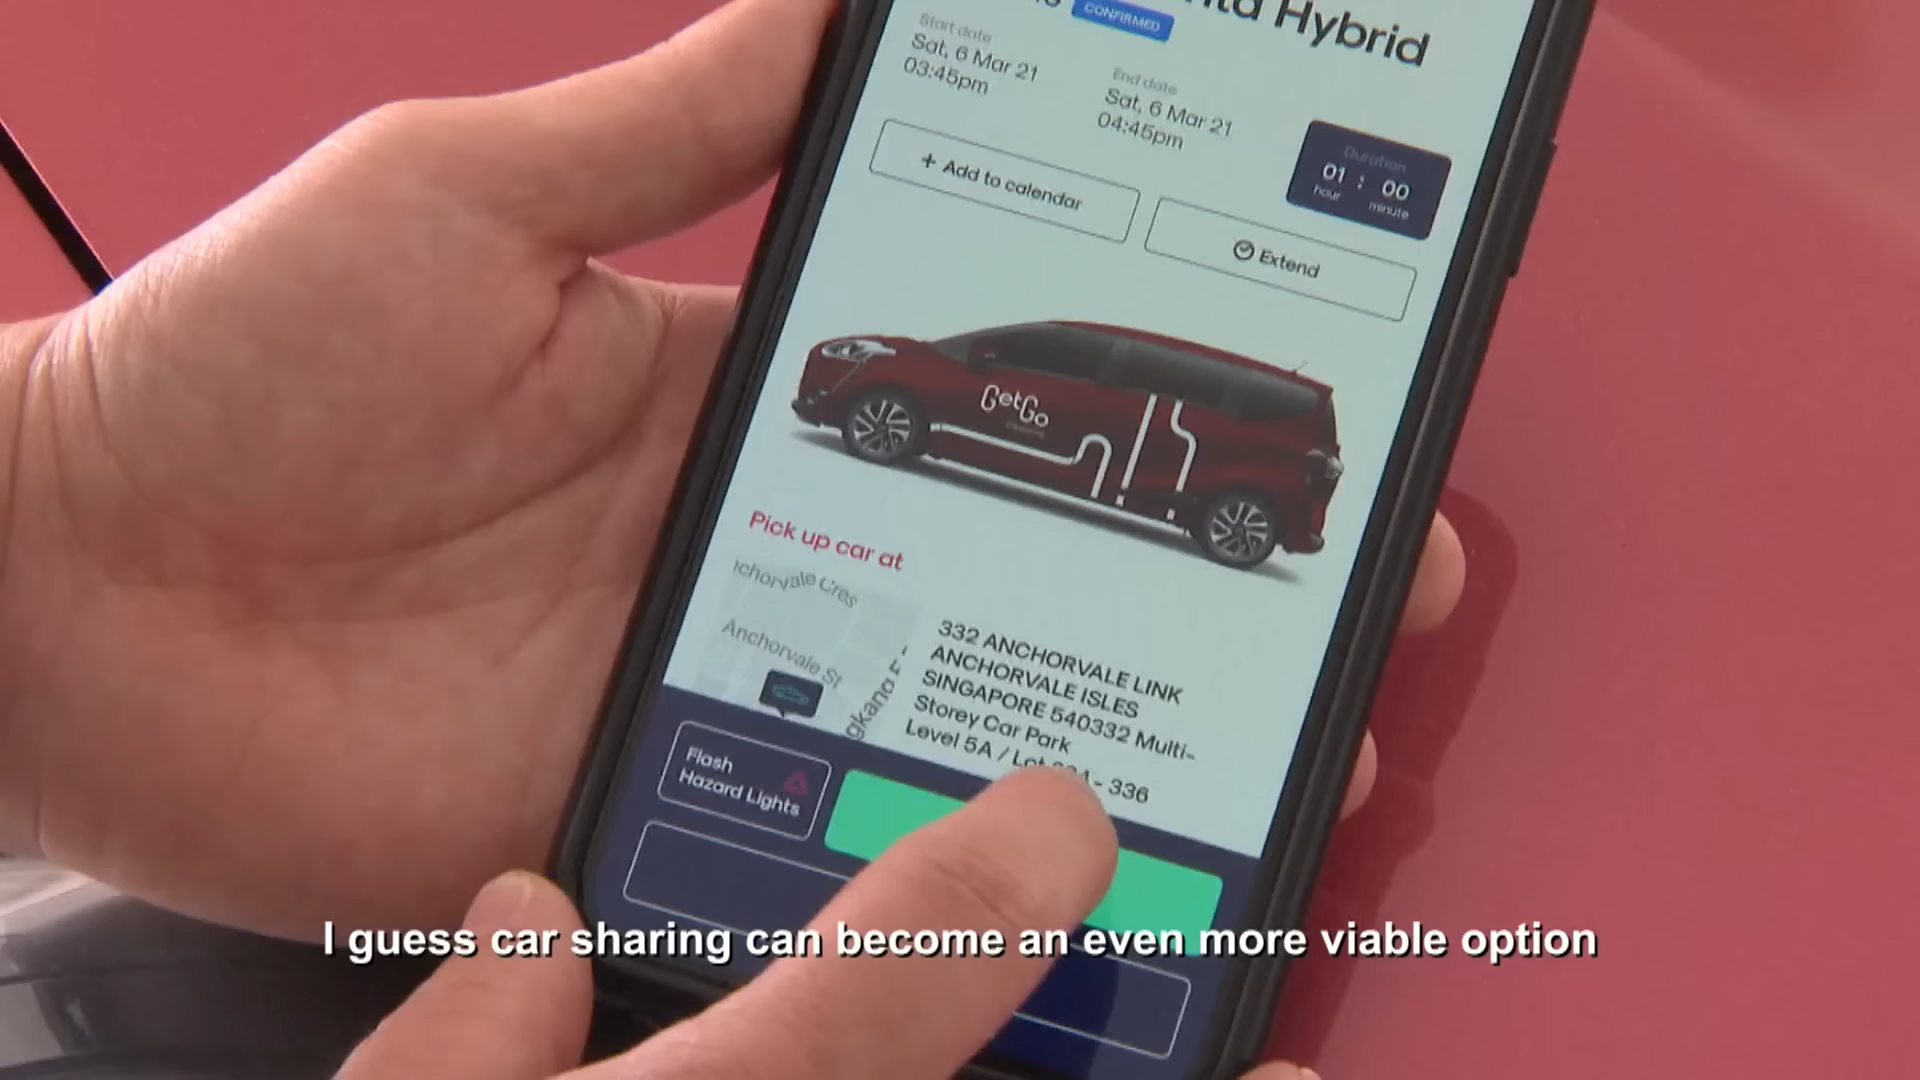 Hybrid
CONFIRMED
Start date
Sat, 6 Mar 21
03:45pm
End date
Sat, 6 Mar 21
04:45pm
Duration
01 : 00
hour minute
+ Add to calendar
Extend
GetGo
Pick up car at
Anchorvale St
332 ANCHORVALE LINK
ANCHORVALE ISLES
SINGAPORE 540332 Multi-
Storey Car Park
Level 5A / Lot - 336
Flash
Hazard Lights
I guess car sharing can become an even more viable option